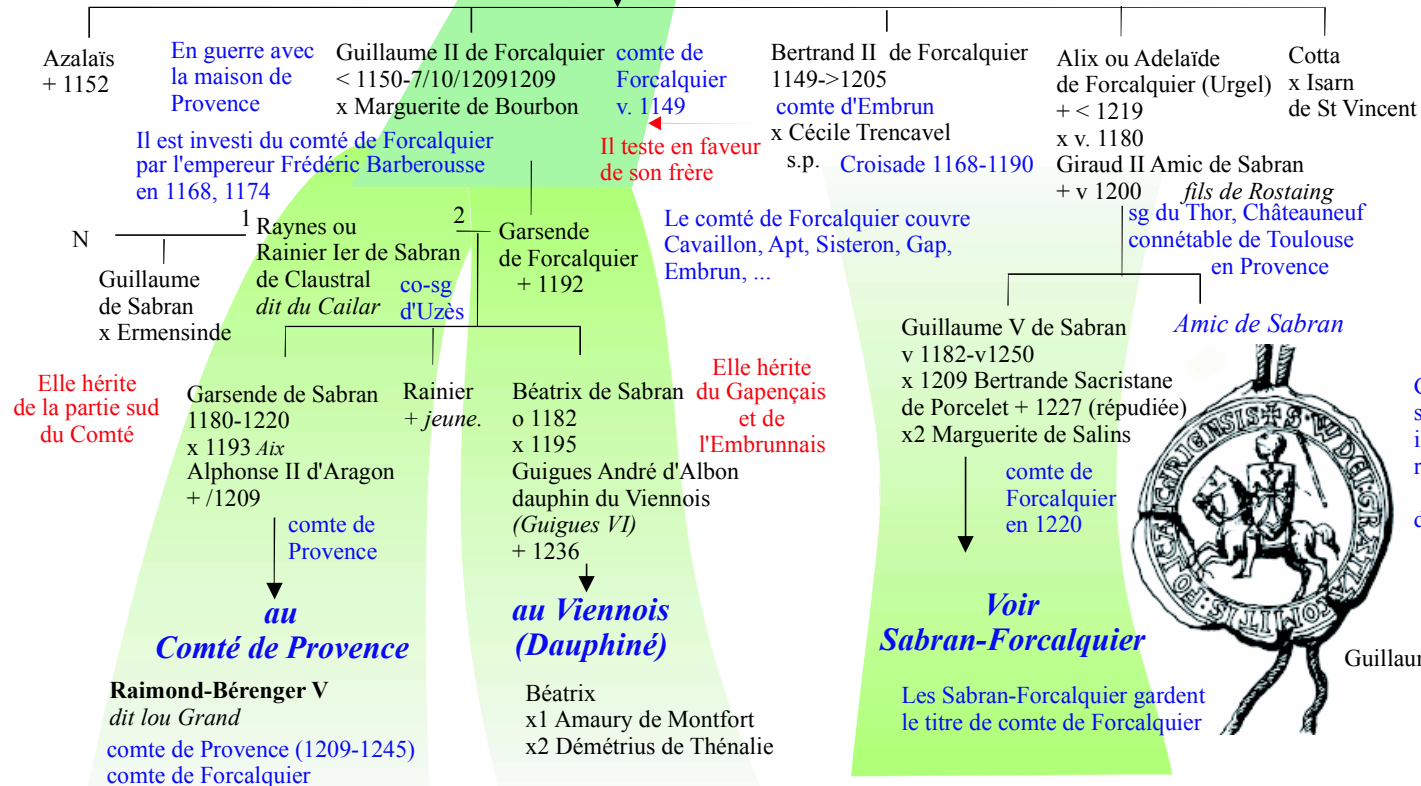 Azalaïs
+ 1152
En guerre avec
la maison de
Provence
Guillaume II de Forcalquier
< 1150-7/10/12091209
x Marguerite de Bourbon
comte de
Forcalquier
v. 1149
Bertrand II de Forcalquier
1149->1205
comte d'Embrun
x Cécile Trencavel
s.p.
Croisade 1168-1190
Alix ou Adelaïde
de Forcalquier (Urgel)
+ < 1219
x v. 1180
Giraud II Amic de Sabran
+ v 1200
fils de Rostaing
Cotta
x Isarn
de St Vincent
Il est investi du comté de Forcalquier
par l'empereur Frédéric Barberousse
en 1168, 1174
Il teste en faveur
de son frère
N
1
Raynes ou
Rainier Ier de Sabran
de Claustral
dit du Cailar
2
Garsende
de Forcalquier
+ 1192
Le comté de Forcalquier couvre
Cavaillon, Apt, Sisteron, Gap,
Embrun, ...
sg du Thor, Châteauneuf
connétable de Toulouse
en Provence
Guillaume
de Sabran
x Ermensinde
co-sg
d'Uzès
Elle hérite
de la partie sud
du Comté
Garsende de Sabran
1180-1220
x 1193 Aix
Alphonse II d'Aragon
+ /1209
comte de
Provence
Rainier
+ jeune.
Béatrix de Sabran
o 1182
x 1195
Guigues André d'Albon
dauphin du Viennois
(Guigues VI)
+ 1236
Elle hérite
du Gapençais
et de
l'Embrunnais
Guillaume V de Sabran
v 1182-v1250
x 1209 Bertrande Sacristane
de Porcelet + 1227 (répudiée)
x2 Marguerite de Salins
Amic de Sabran
comte de
Forcalquier
en 1220
au
Comté de Provence
au Viennois
(Dauphiné)
Voir
Sabran-Forcalquier
Raimond-Bérenger V
dit lou Grand
comte de Provence (1209-1245)
comte de Forcalquier
Béatrix
x1 Amaury de Montfort
x2 Démétrius de Thénalie
Les Sabran-Forcalquier gardent
le titre de comte de Forcalquier